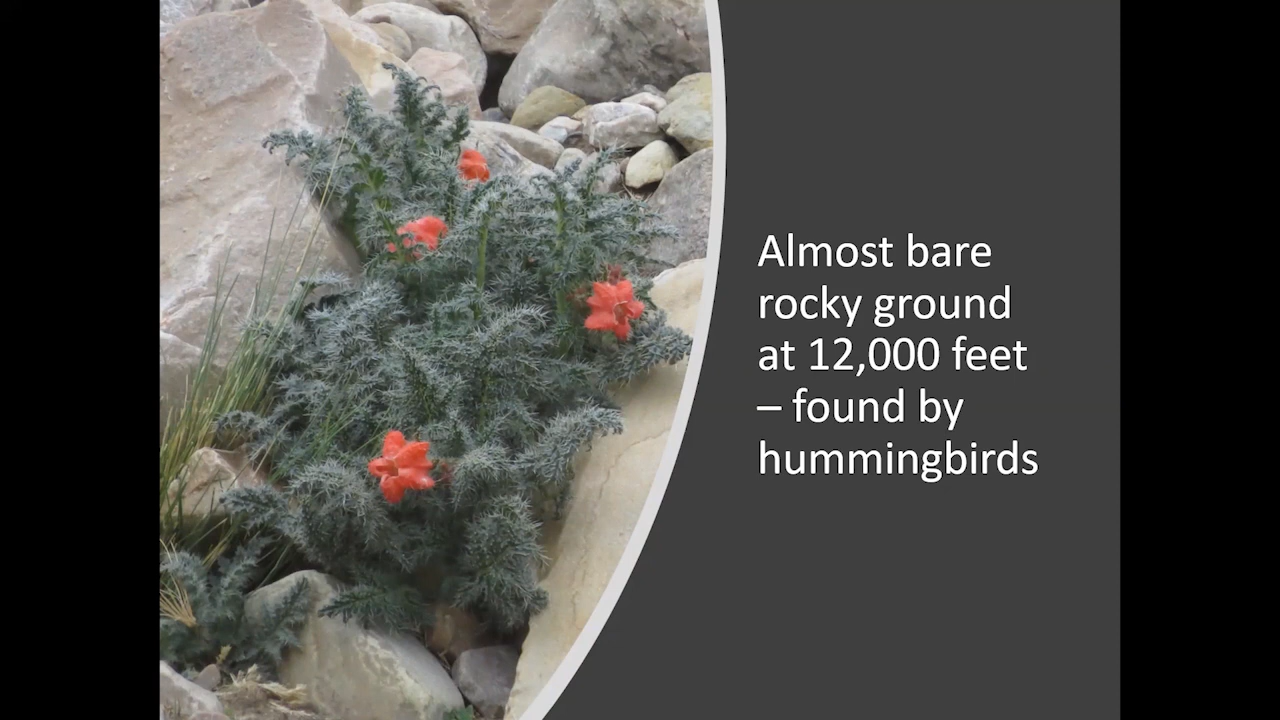 Almost bare
rocky ground
at 12,000 feet
– found by
hummingbirds